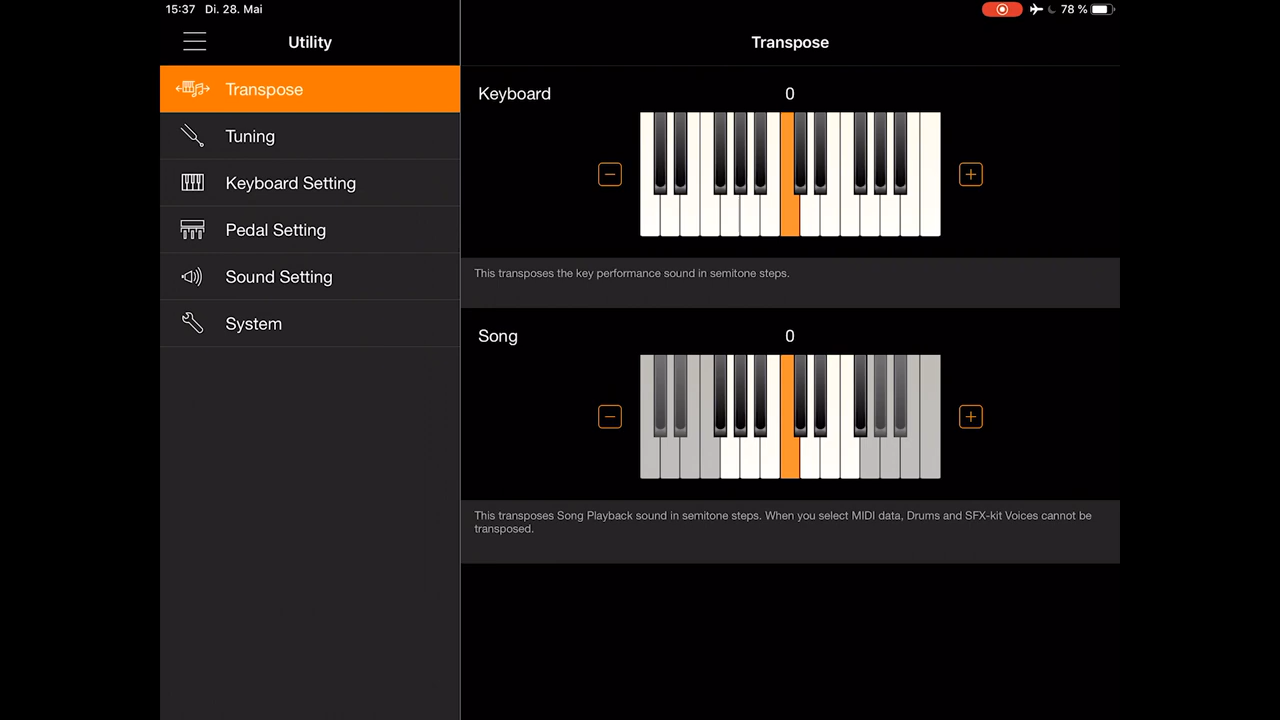 15:37 Di. 28. Mai
78 %
Utility
Transpose
Tuning
Keyboard Setting
Pedal Setting
Sound Setting
System
Transpose
Keyboard
0
This transposes the key performance sound in semitone steps.
Song
0
This transposes Song Playback sound in semitone steps. When you select MIDI data, Drums and SFX-kit Voices cannot be
transposed.